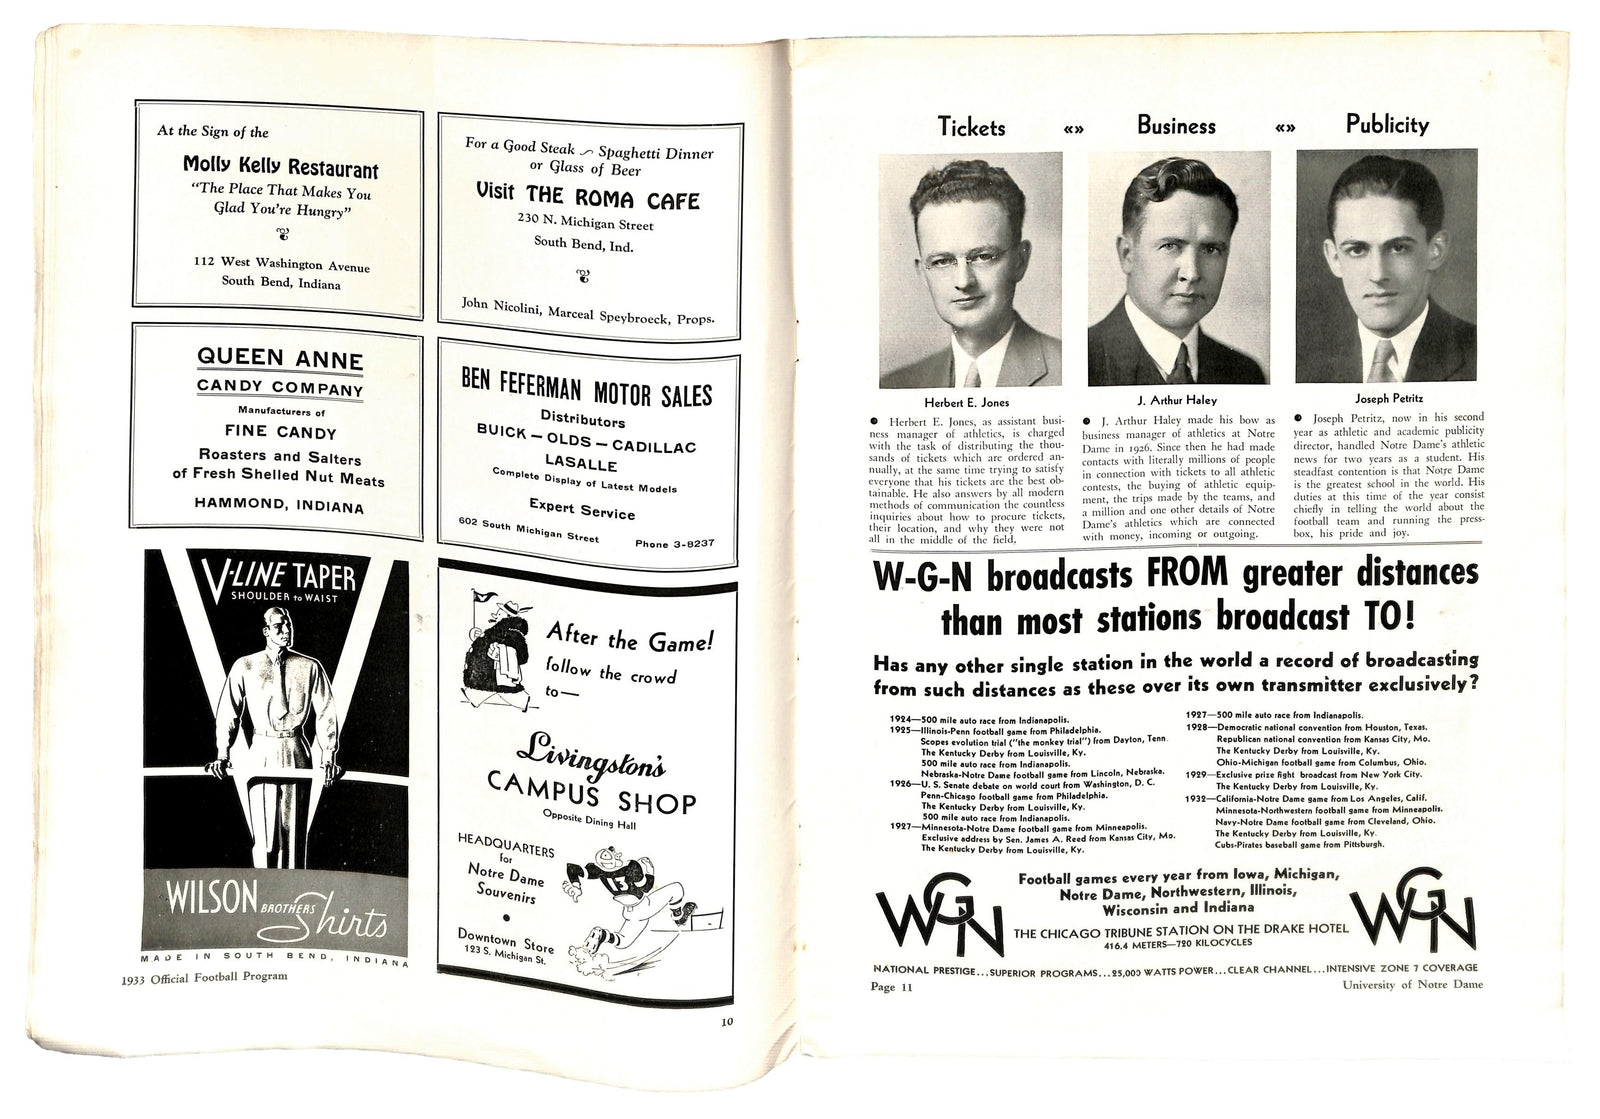 At the Sign of the
Molly Kelly Restaurant
"The Place That Makes You
Glad You're Hungry"
112 West Washington Avenue
South Bend, Indiana
For a Good Steak ~ Spaghetti Dinner
or Glass of Beer
Visit THE ROMA CAFE
230 N. Michigan Street
South Bend, Ind.
John Nicolini, Marceal Speybroeck, Props.
QUEEN ANNE
CANDY COMPANY
Manufacturers of
FINE CANDY
Roasters and Salters
of Fresh Shelled Nut Meats
HAMMOND, INDIANA
BEN FEFERMAN MOTOR SALES
Distributors
BUICK — OLDS — CADILLAC
LASALLE
Complete Display of Latest Models
Expert Service
602 South Michigan Street Phone 3-8237
V-LINE TAPER
SHOULDER to WAIST
WILSON BROTHERS Shirts
MADE IN SOUTH BEND, INDIANA
After the Game!
follow the crowd
to—
Livingston's
CAMPUS SHOP
Opposite Dining Hall
HEADQUARTERS
for
Notre Dame
Souvenirs
•
Downtown Store
123 S. Michigan St.
13
1933 Official Football Program
10
Tickets «» Business «» Publicity
Herbert E. Jones
● Herbert E. Jones, as assistant busi-
ness manager of athletics, is charged
with the task of distributing the thou-
sands of tickets which are ordered an-
nually, at the same time trying to satisfy
everyone that his tickets are the best ob-
tainable. He also answers by all modern
methods of communication the countless
inquiries about how to procure tickets,
their location, and why they were not
all in the middle of the field.
J. Arthur Haley
● J. Arthur Haley made his bow as
business manager of athletics at Notre
Dame in 1926. Since then he had made
contacts with literally millions of people
in connection with tickets to all athletic
contests, the buying of athletic equip-
ment, the trips made by the teams, and
a million and one other details of Notre
Dame's athletics which are connected
with money, incoming or outgoing.
Joseph Petritz
● Joseph Petritz, now in his second
year as athletic and academic publicity
director, handled Notre Dame's athletic
news for two years as a student. His
steadfast contention is that Notre Dame
is the greatest school in the world. His
duties at this time of the year consist
chiefly in telling the world about the
football team and running the press-
box, his pride and joy.
W-G-N broadcasts FROM greater distances
than most stations broadcast TO!
Has any other single station in the world a record of broadcasting
from such distances as these over its own transmitter exclusively?
1924—500 mile auto race from Indianapolis.
1925—Illinois-Penn football game from Philadelphia.
Scopes evolution trial ("the monkey trial") from Dayton, Tenn.
The Kentucky Derby from Louisville, Ky.
500 mile auto race from Indianapolis.
Nebraska-Notre Dame football game from Lincoln, Nebraska.
1926—U. S. Senate debate on world court from Washington, D. C.
Penn-Chicago football game from Philadelphia.
The Kentucky Derby from Louisville, Ky.
500 mile auto race from Indianapolis.
1927—Minnesota-Notre Dame football game from Minneapolis.
Exclusive address by Sen. James A. Reed from Kansas City, Mo.
The Kentucky Derby from Louisville, Ky.
1927—500 mile auto race from Indianapolis.
1928—Democratic national convention from Houston, Texas.
Republican national convention from Kansas City, Mo.
The Kentucky Derby from Louisville, Ky.
Ohio-Michigan football game from Columbus, Ohio.
1929—Exclusive prize fight broadcast from New York City.
The Kentucky Derby from Louisville, Ky.
1932—California-Notre Dame game from Los Angeles, Calif.
Minnesota-Northwestern football game from Minneapolis.
Navy-Notre Dame football game from Cleveland, Ohio.
The Kentucky Derby from Louisville, Ky.
Cubs-Pirates baseball game from Pittsburgh.
WGN
Football games every year from Iowa, Michigan,
Notre Dame, Northwestern, Illinois,
Wisconsin and Indiana
THE CHICAGO TRIBUNE STATION ON THE DRAKE HOTEL
416.4 METERS—720 KILOCYCLES
WGN
NATIONAL PRESTIGE...SUPERIOR PROGRAMS...25,000 WATTS POWER...CLEAR CHANNEL...INTENSIVE ZONE 7 COVERAGE
Page 11
University of Notre Dame